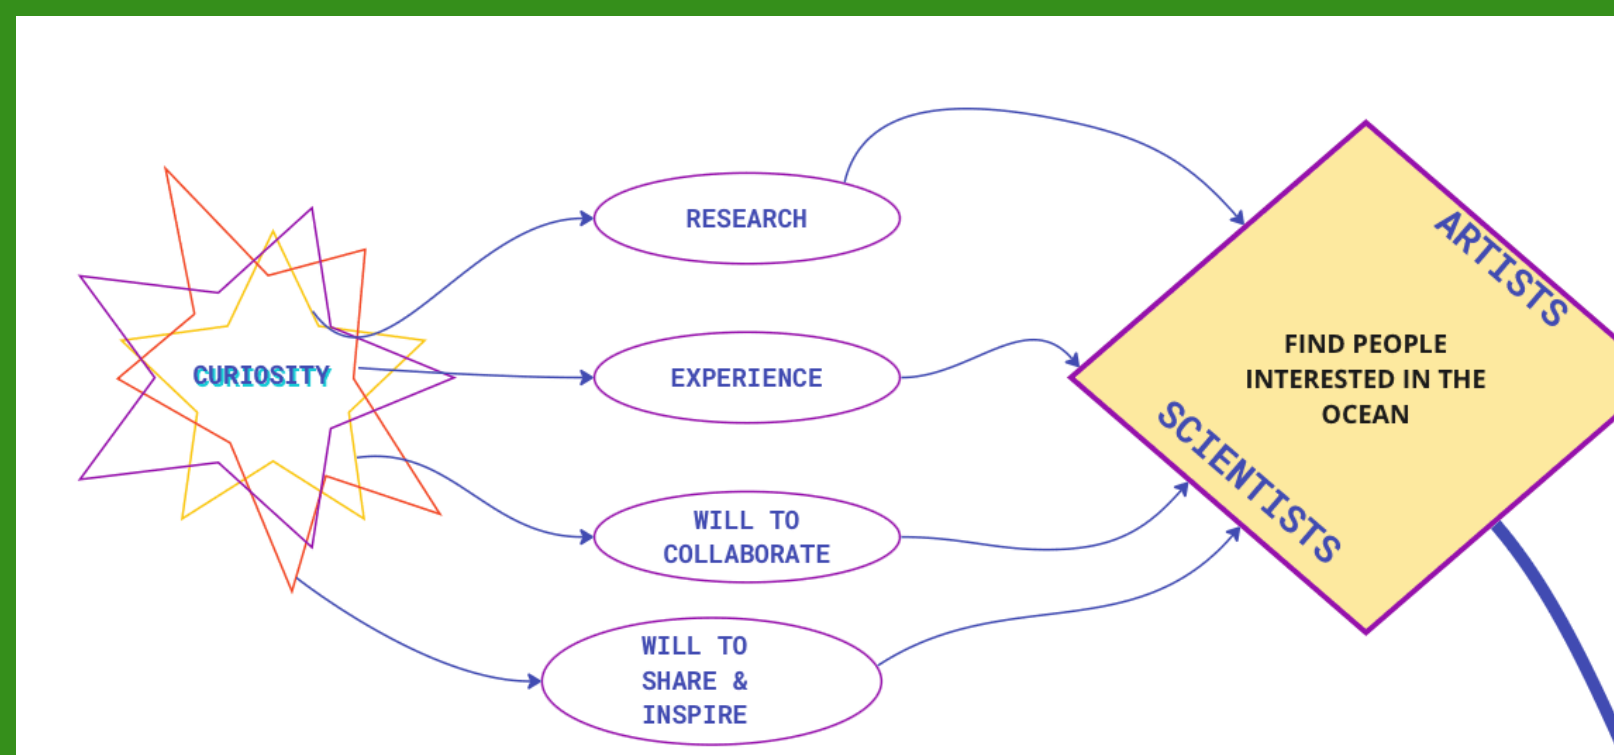 CURIOSITY
RESEARCH
EXPERIENCE
WILL TO
COLLABORATE
WILL TO
SHARE &
INSPIRE
ARTISTS
FIND PEOPLE
INTERESTED IN THE
OCEAN
SCIENTISTS